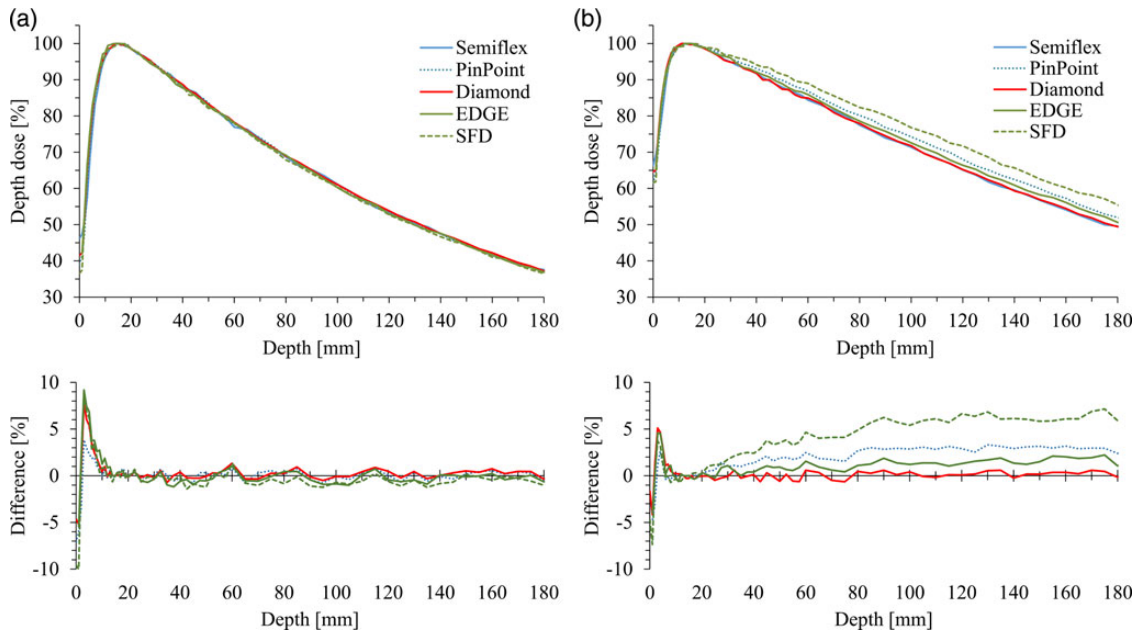 (a)
100
90
80
70
60
50
40
30
Depth dose [%]
Semiflex
PinPoint
Diamond
EDGE
SFD
0 20 40 60 80 100 120 140 160 180
Depth [mm]
(b)
100
90
80
70
60
50
40
30
Depth dose [%]
Semiflex
PinPoint
Diamond
EDGE
SFD
0 20 40 60 80 100 120 140 160 180
Depth [mm]
10
5
0
-5
-10
Difference [%]
0 20 40 60 80 100 120 140 160 180
Depth [mm]
10
5
0
-5
-10
Difference [%]
0 20 40 60 80 100 120 140 160 180
Depth [mm]